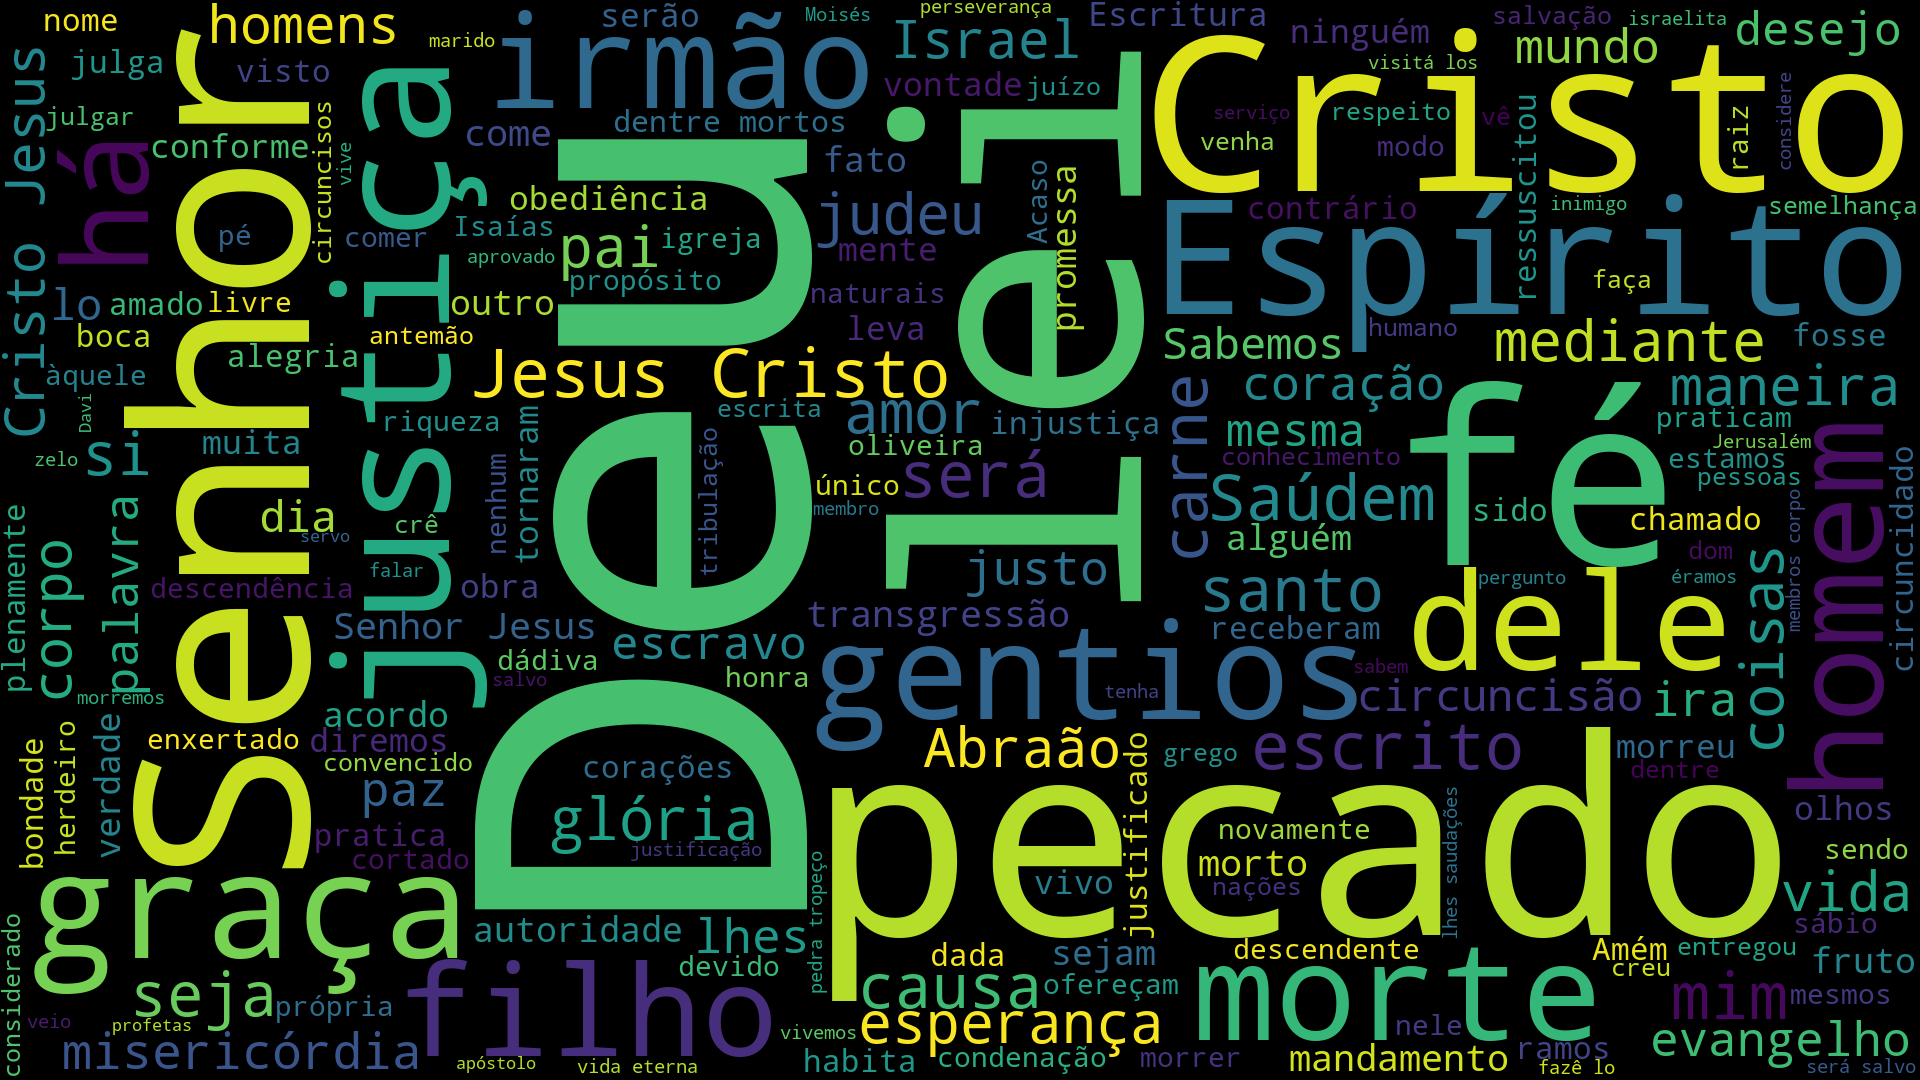 nome
homens
serão
Moisés
perseverança
Escritura
salvação
israelita
desejo
julga
visto
marido
irmão
Israel
ninguém
mundo
visitá los
julgar
Cristo Jesus
há
Senhor
conforme
circuncisos
vive
justiça
come
dentre mortos
vontade
juízo
fato
Cristo
serviço
respeito
vê
venha
modo
ressuscitou
raiz
considere
pé
comer
obediência
Isaías
aprovado
pai
igreja
propósito
judeu
mente
Acaso
promessa
lei
Espírito
contrário
inimigo
semelhança
faça
lo
amado
livre
outro
naturais
leva
boca
antemão
alegria
Jesus Cristo
Sabemos
humano
mediante
fosse
àquele
Davi
riqueza
Deu
escrita
amor
injustiça
carne
coração
maneira
praticam
zelo
si
muita
tornaram
nenhum
tribulação
oliveira
será
mesma
conhecimento
fé
Jerusalém
estamos
pessoas
homem
circuncidado
plenamente
corpo
palavra
dia
servo
crê
falar
único
membro
Saúdem
alguém
sido
chamado
dom
membros corpo
descendência
obra
justo
santo
pergunto
éramos
coisas
Senhor Jesus
escravo
dádiva
salvo
honra
transgressão
receberam
dele
sabem
morremos
gentios
tenha
circuncisão
ira
acordo
enxertado
diremos
convencido
verdade
herdeiro
bondade
paz
corações
glória
justificação
Abraão
justificado
grego
escrito
morreu
dentre
olhos
pratica
cortado
pecado
novamente
morto
nações
vivo
lhes saudações
sendo
vida
sábio
graça
autoridade
lhes
pedra tropeço
devido
dada
sejam
descendente
Amém
entregou
creu
fruto
considerado
seja
própria
filho
causa
ofereçam
morte
mim
mesmos
veio
profetas
vivemos
esperança
nele
evangelho
misericórdia
apóstolo
vida eterna
habita
condenação
morrer
mandamento
ramos
fazê lo
será salvo